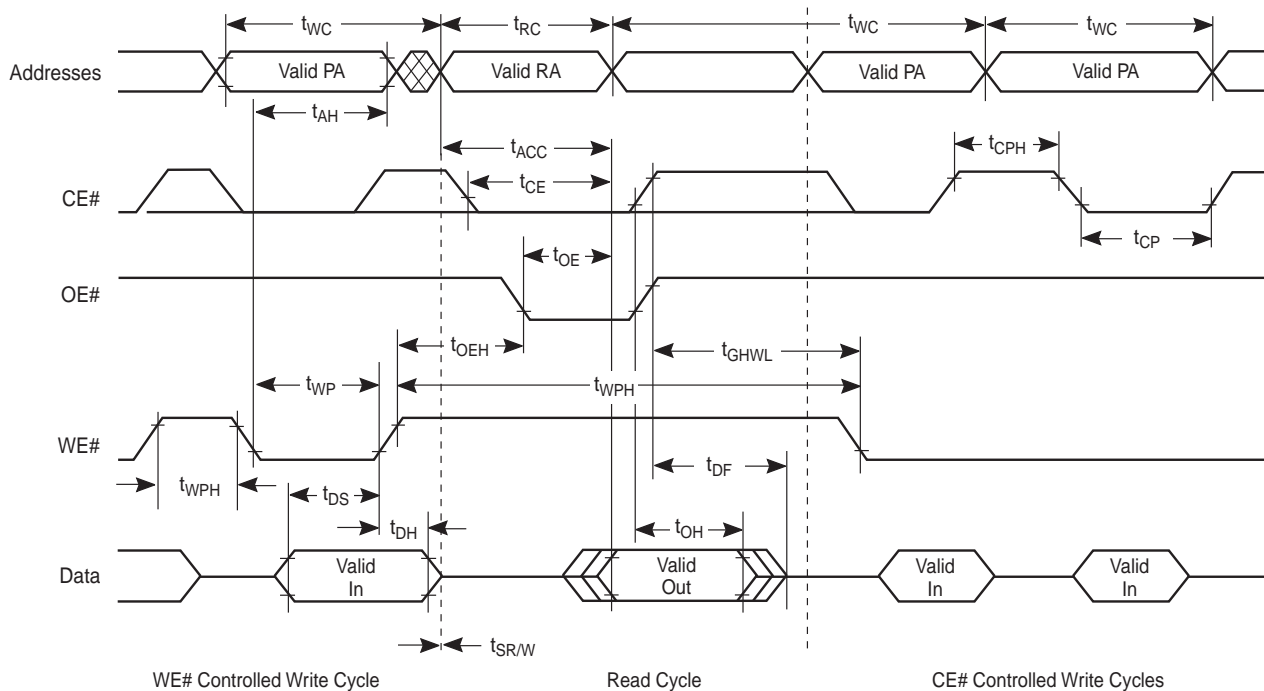 tWC tRC tWC tWC
Addresses Valid PA Valid RA Valid PA Valid PA
tAH
tACC tCPH
CE# tCE
tOE tCP
OE#
tOEH tGHWL
tWP tWPH
WE#
tWPH tDS tDF
tDH tOH
Data Valid In Valid Out Valid In Valid In
tSR/W
WE# Controlled Write Cycle Read Cycle CE# Controlled Write Cycles